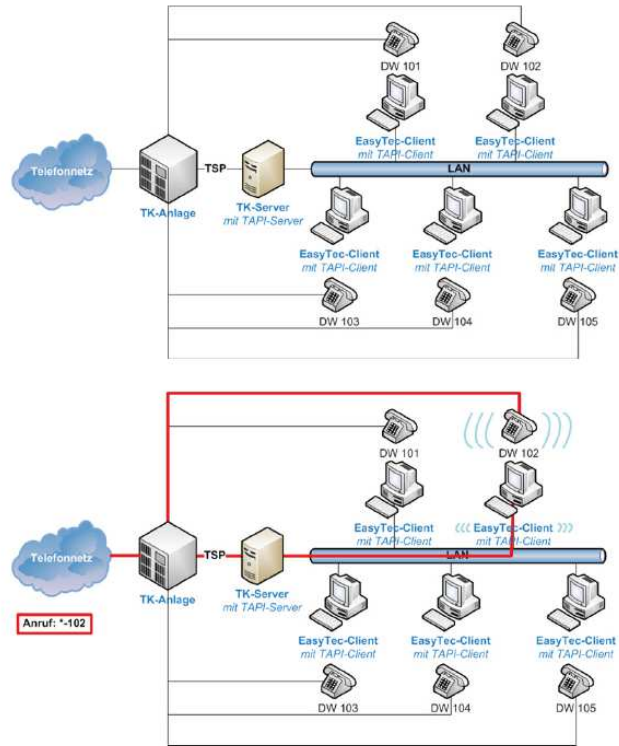 DW 101
DW 102
EasyTec-Client
mit TAPI-Client
EasyTec-Client
mit TAPI-Client
Telefonnetz
TSP
LAN
TK-Anlage
TK-Server
mit TAPI-Server
EasyTec-Client
mit TAPI-Client
EasyTec-Client
mit TAPI-Client
EasyTec-Client
mit TAPI-Client
DW 103
DW 104
DW 105
DW 101
DW 102
EasyTec-Client
mit TAPI-Client
((( EasyTec-Client )))
mit TAPI-Client
Telefonnetz
TSP
LAN
TK-Anlage
TK-Server
mit TAPI-Server
Anruf: *-102
EasyTec-Client
mit TAPI-Client
EasyTec-Client
mit TAPI-Client
EasyTec-Client
mit TAPI-Client
DW 103
DW 104
DW 105